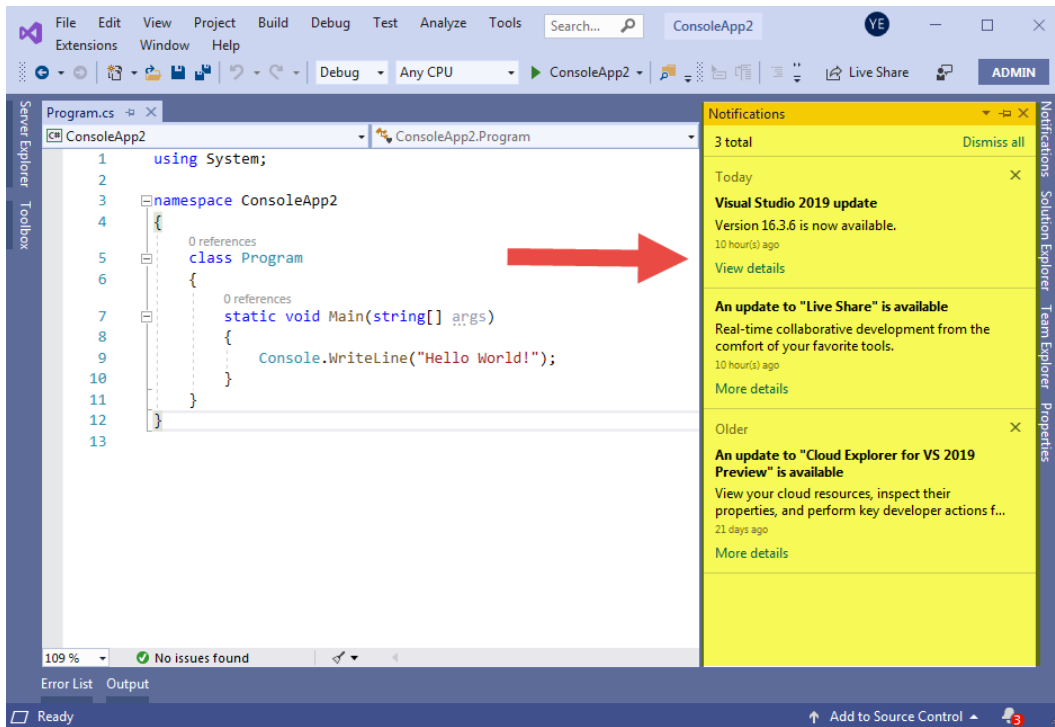 File Edit View Project Build Debug Test Analyze Tools Search... ConsoleApp2 YE
Extensions Window Help
Debug Any CPU ConsoleApp2 Live Share ADMIN
Server Explorer
Toolbox
Program.cs
C# ConsoleApp2 ConsoleApp2.Program
1 using System;
2
3 namespace ConsoleApp2
4 {
0 references
5 class Program
6 {
0 references
7 static void Main(string[] args)
8 {
9 Console.WriteLine("Hello World!");
10 }
11 }
12 }
13
109 % No issues found
Notifications
3 total Dismiss all
Today
Visual Studio 2019 update
Version 16.3.6 is now available.
10 hour(s) ago
View details
An update to "Live Share" is available
Real-time collaborative development from the
comfort of your favorite tools.
10 hour(s) ago
More details
Older
An update to "Cloud Explorer for VS 2019
Preview" is available
View your cloud resources, inspect their
properties, and perform key developer actions f...
21 days ago
More details
Notifications
Solution Explorer
Team Explorer
Properties
Error List Output
Ready Add to Source Control 3